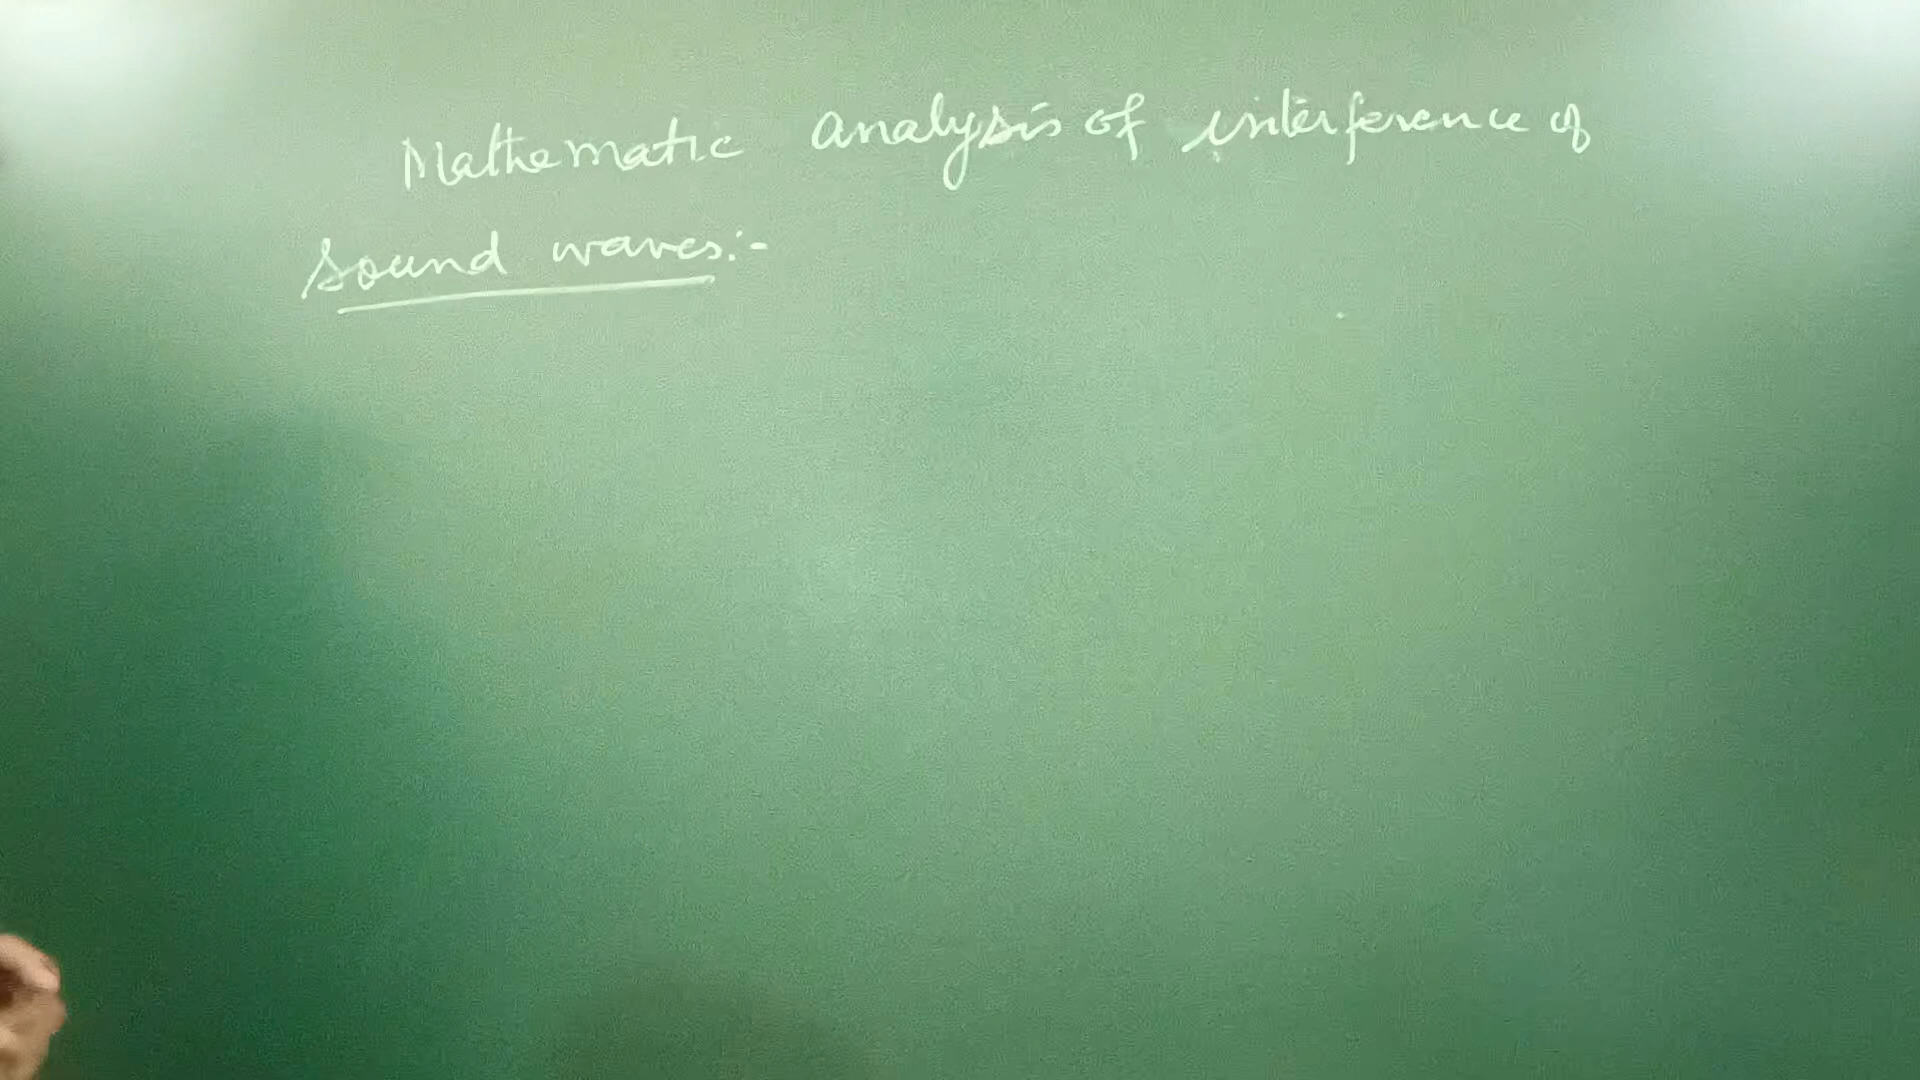 Mathematic analysis of interference of
sound waves:-